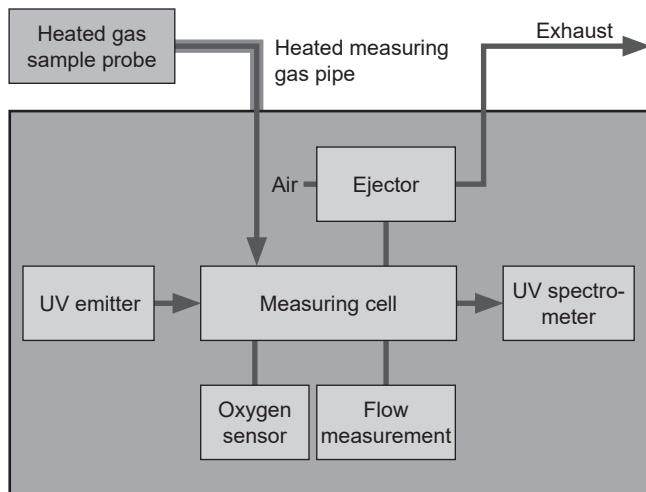 Heated gas
sample probe
Heated measuring
gas pipe
Exhaust
Air
Ejector
UV emitter
Measuring cell
UV spectro-
meter
Oxygen
sensor
Flow
measurement